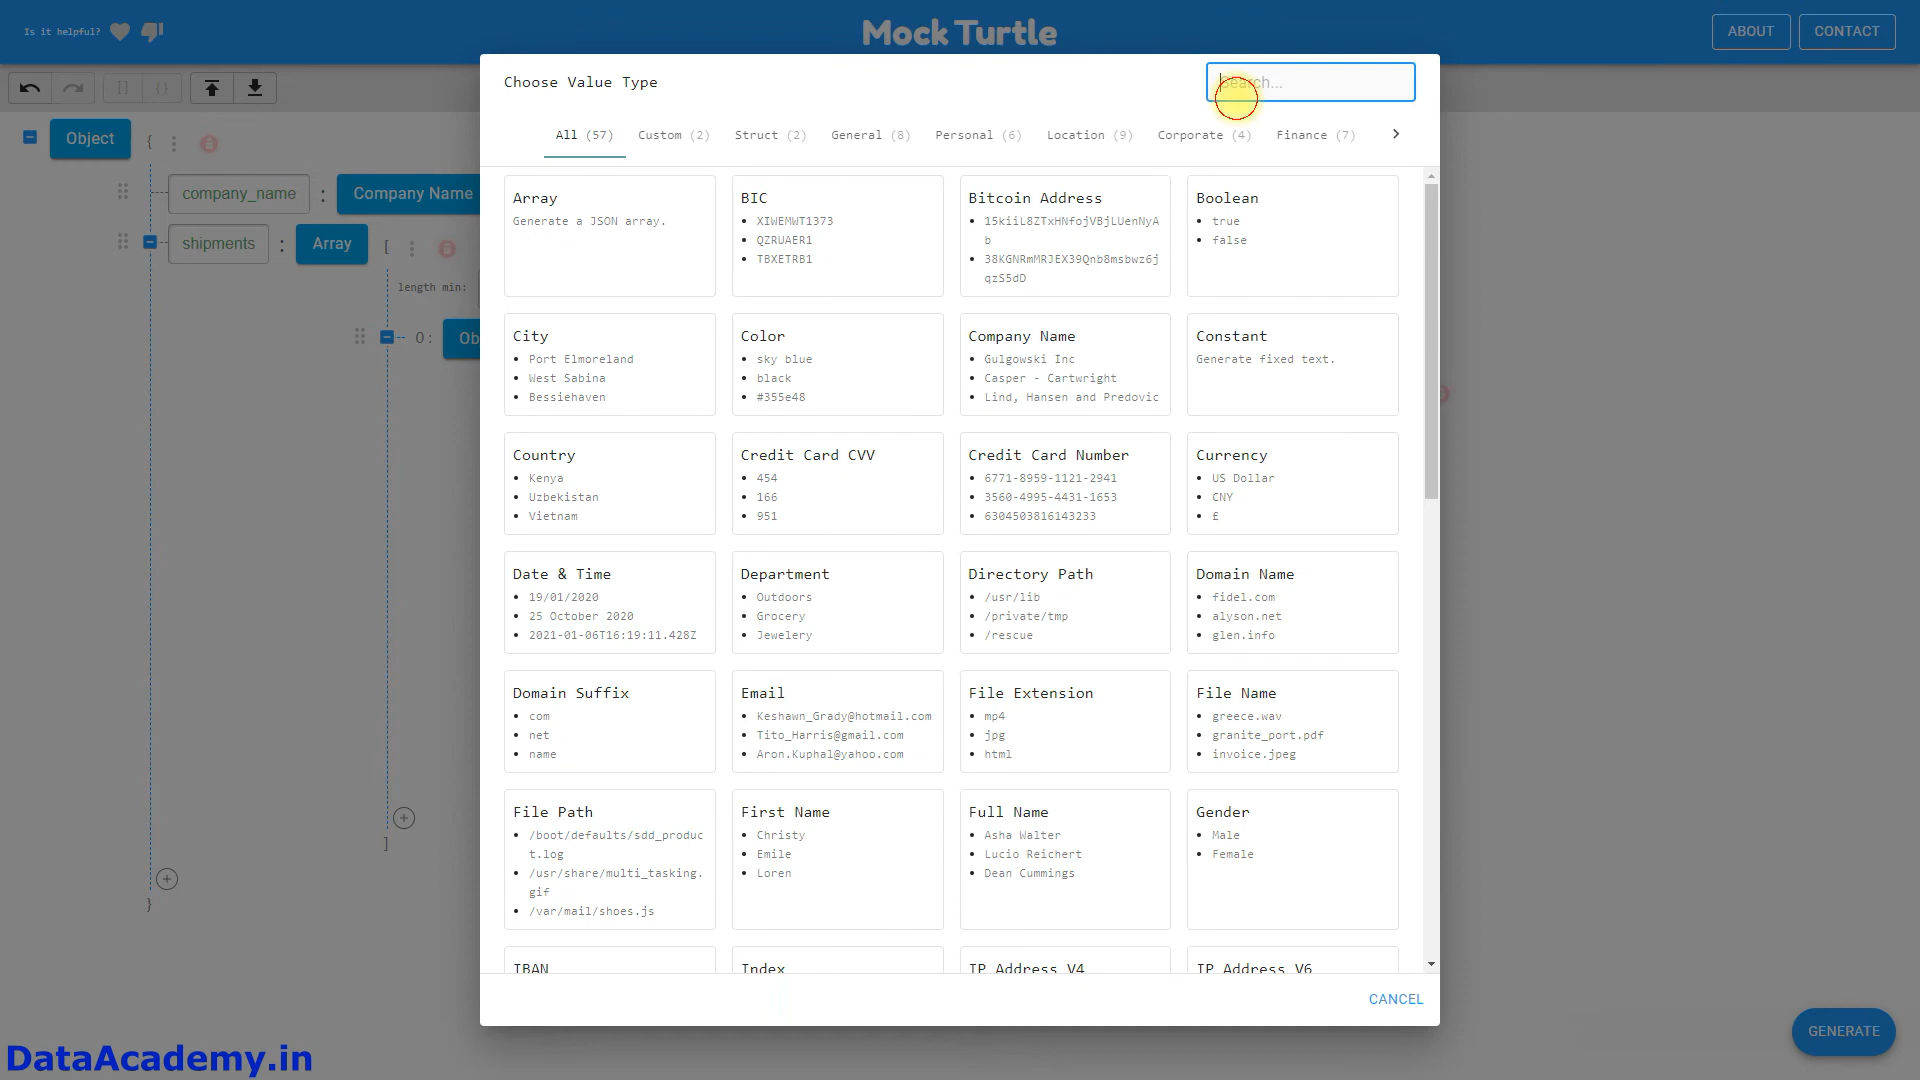 Is it helpful?
Mock Turtle
ABOUT
CONTACT
Choose Value Type
Search...
[] {}
All (57) Custom (2) Struct (2) General (8) Personal (6) Location (9) Corporate (4) Finance (7)
Object {
company_name : Company Name
shipments : Array [
length min:
0 : Ob
]
}
Array
Generate a JSON array.
BIC
XIWEMWT1373
QZRUAER1
TBXETRB1
Bitcoin Address
15kiiL8ZTxHNfojVBjLUenNyA
b
38KGNRmMRJEX39Qnb8msbwz6j
qzS5dD
Boolean
true
false
City
Port Elmoreland
West Sabina
Bessiehaven
Color
sky blue
black
#355e48
Company Name
Gulgowski Inc
Casper - Cartwright
Lind, Hansen and Predovic
Constant
Generate fixed text.
Country
Kenya
Uzbekistan
Vietnam
Credit Card CVV
454
166
951
Credit Card Number
6771-8959-1121-2941
3560-4995-4431-1653
6304503816143233
Currency
US Dollar
CNY
£
Date & Time
19/01/2020
25 October 2020
2021-01-06T16:19:11.428Z
Department
Outdoors
Grocery
Jewelery
Directory Path
/usr/lib
/private/tmp
/rescue
Domain Name
fidel.com
alyson.net
glen.info
Domain Suffix
com
net
name
Email
Keshawn_Grady@hotmail.com
Tito_Harris@gmail.com
Aron.Kuphal@yahoo.com
File Extension
mp4
jpg
html
File Name
greece.wav
granite_port.pdf
invoice.jpeg
File Path
/boot/defaults/sdd_produc
t.log
/usr/share/multi_tasking.
gif
/var/mail/shoes.js
First Name
Christy
Emile
Loren
Full Name
Asha Walter
Lucio Reichert
Dean Cummings
Gender
Male
Female
IBAN
Index
IP Address V4
IP Address V6
CANCEL
GENERATE
DataAcademy.in